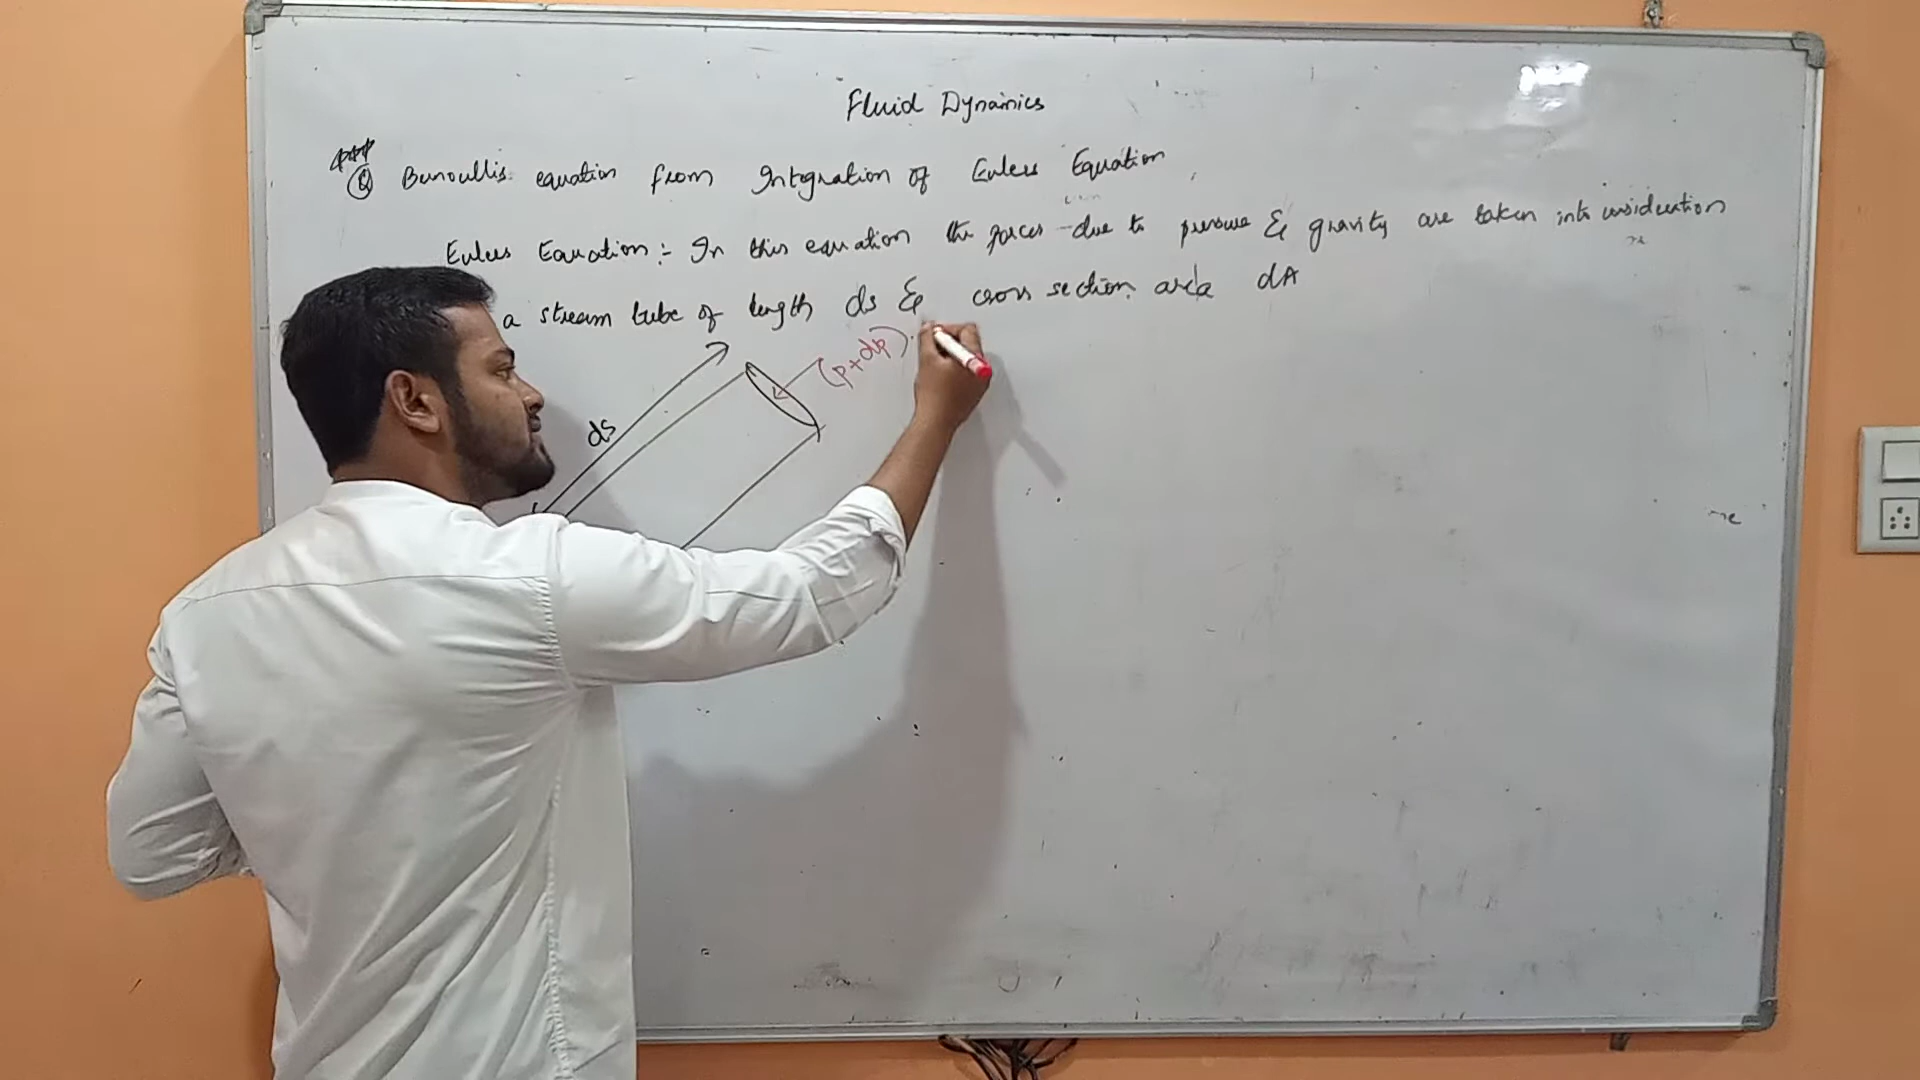 Fluid Dynamics
Q Bernoullis equation from Integration of Eulers Equation
Eulers Equation :- In this equation the forces due to pressure & gravity are taken into consideration
a stream tube of length ds & cross section area dA
(p+dp).
ds